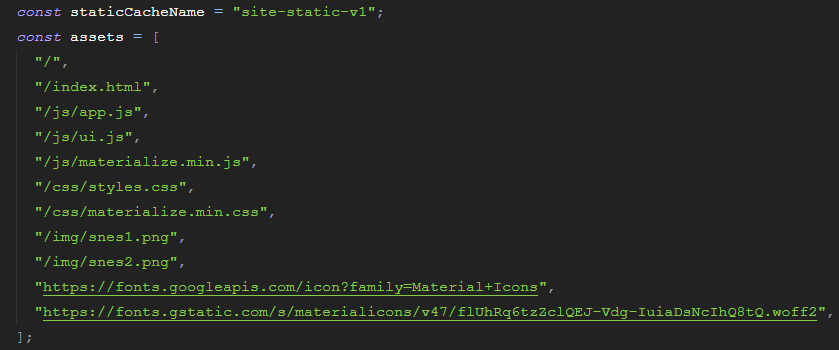 const staticCacheName = "site-static-v1";
const assets = [
"/",
"/index.html",
"/js/app.js",
"/js/ui.js",
"/js/materialize.min.js",
"/css/styles.css",
"/css/materialize.min.css",
"/img/snes1.png",
"/img/snes2.png",
"https://fonts.googleapis.com/icon?family=Material+Icons",
"https://fonts.gstatic.com/s/materialicons/v47/flUhRq6tzZclQEJ-Vdg-IuiaDsNcIhQ8tQ.woff2",
];